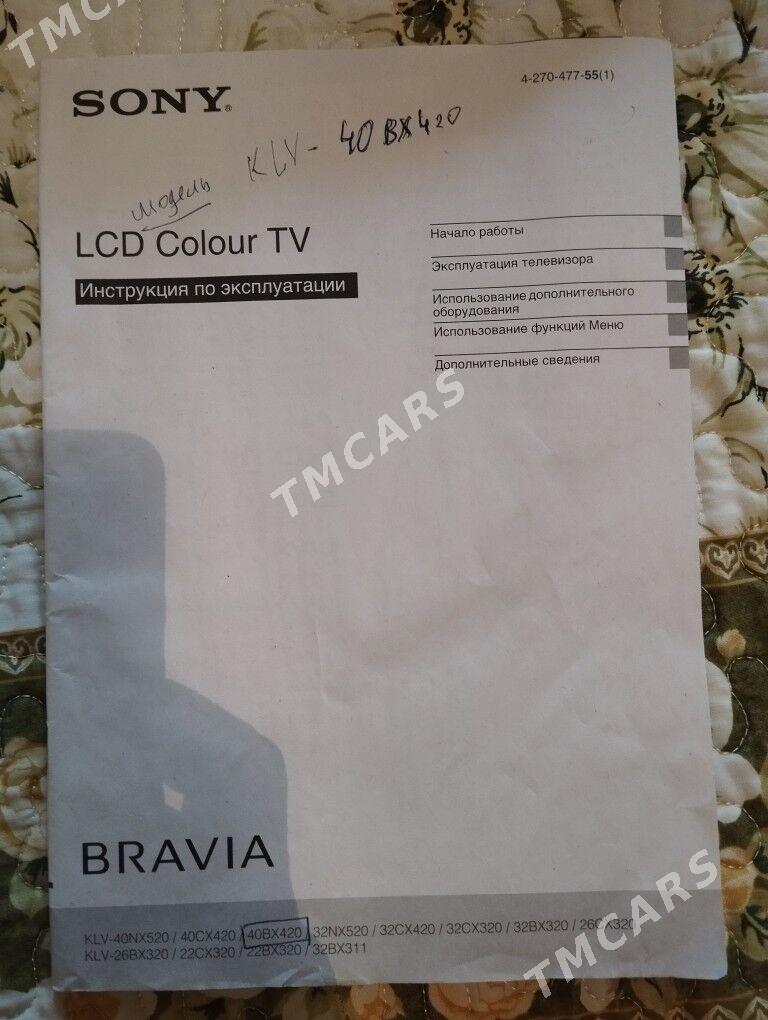 TMCARS
SONY®
4-270-477-55(1)
модель KLV- 40BX420
LCD Colour TV
Инструкция по эксплуатации
Начало работы
Эксплуатация телевизора
Использование дополнительного
оборудования
Использование функций Меню
Дополнительные сведения
TMCARS
BRAVIA
TMCARS
KLV-40NX520 / 40CX420 / 40BX420 / 32NX520 / 32CX420 / 32CX320 / 32BX320 / 26CX320
KLV-26BX320 / 22CX320 / 22BX320 / 32BX311